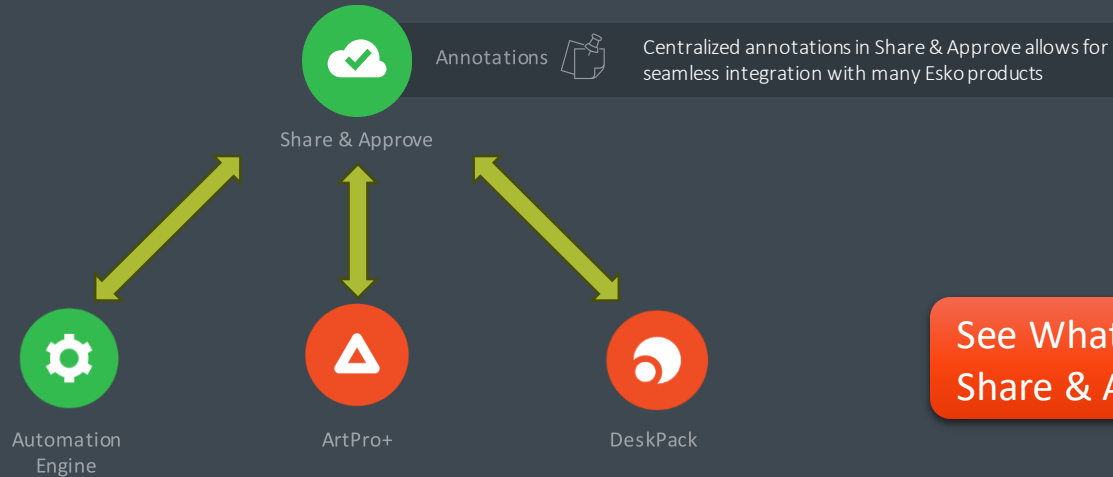 Annotations
Centralized annotations in Share & Approve allows for
seamless integration with many Esko products
Share & Approve
See What
Share & A
Automation
Engine
ArtPro+
DeskPack